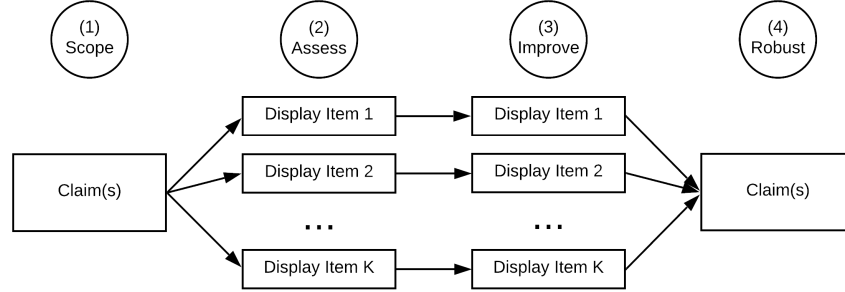 (1)
Scope
(2)
Assess
(3)
Improve
(4)
Robust
Display Item 1
Display Item 1
Claim(s)
Display Item 2
Display Item 2
Claim(s)
...
...
Display Item K
Display Item K